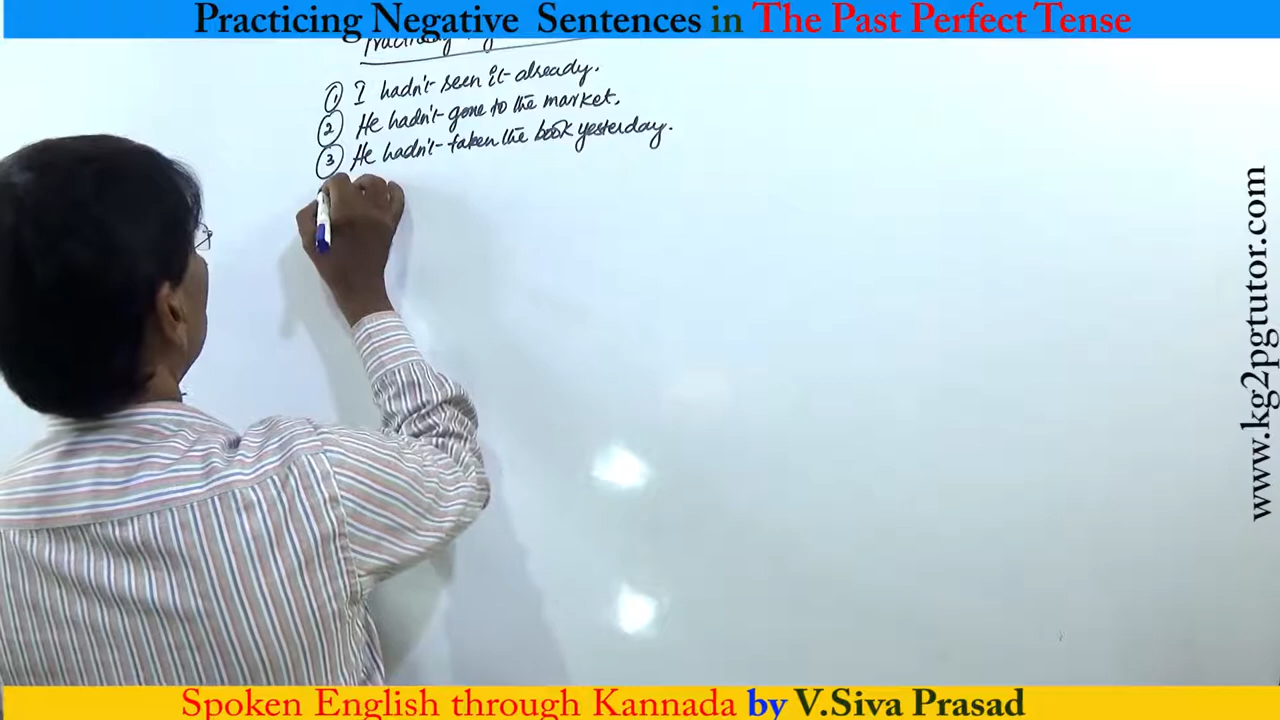 Practicing Negative Sentences in The Past Perfect Tense
① I hadn't seen it already.
② He hadn't gone to the market.
③ He hadn't taken the book yesterday.
www.kg2pgtutor.com
Spoken English through Kannada by V.Siva Prasad